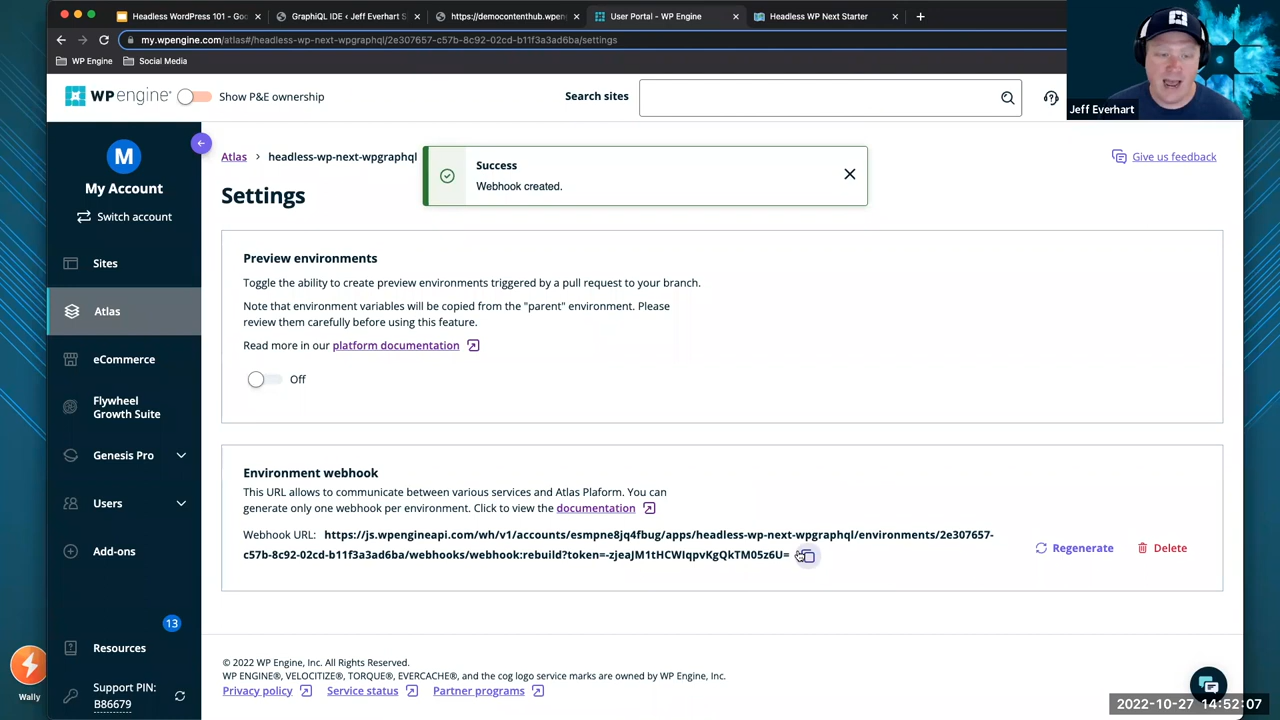 Headless WordPress 101 - Goo
GraphiQL IDE ‹ Jeff Everhart S
https://democontenthub.wpeng
User Portal - WP Engine
Headless WP Next Starter
my.wpengine.com/atlas#/headless-wp-next-wpgraphql/2e307657-c57b-8c92-02cd-b11f3a3ad6ba/settings
WP Engine
Social Media
Jeff Everhart
WP engine
Show P&E ownership
Search sites
M
My Account
Switch account
Sites
Atlas
eCommerce
Flywheel
Growth Suite
Genesis Pro
Users
Add-ons
13
Resources
Support PIN:
B86679
Wally
Atlas > headless-wp-next-wpgraphql
Success
Webhook created.
Give us feedback
Settings
Preview environments
Toggle the ability to create preview environments triggered by a pull request to your branch.
Note that environment variables will be copied from the "parent" environment. Please
review them carefully before using this feature.
Read more in our platform documentation
Off
Environment webhook
This URL allows to communicate between various services and Atlas Plaform. You can
generate only one webhook per environment. Click to view the documentation
Webhook URL: https://js.wpengineapi.com/wh/v1/accounts/esmpne8jq4fbug/apps/headless-wp-next-wpgraphql/environments/2e307657-
c57b-8c92-02cd-b11f3a3ad6ba/webhooks/webhook:rebuild?token=-zjeaJM1tHCWIqpvKgQkTM05z6U=
Regenerate
Delete
© 2022 WP Engine, Inc. All Rights Reserved.
WP ENGINE®, VELOCITIZE®, TORQUE®, EVERCACHE®, and the cog logo service marks are owned by WP Engine, Inc.
Privacy policy
Service status
Partner programs
2022-10-27 14:52:07